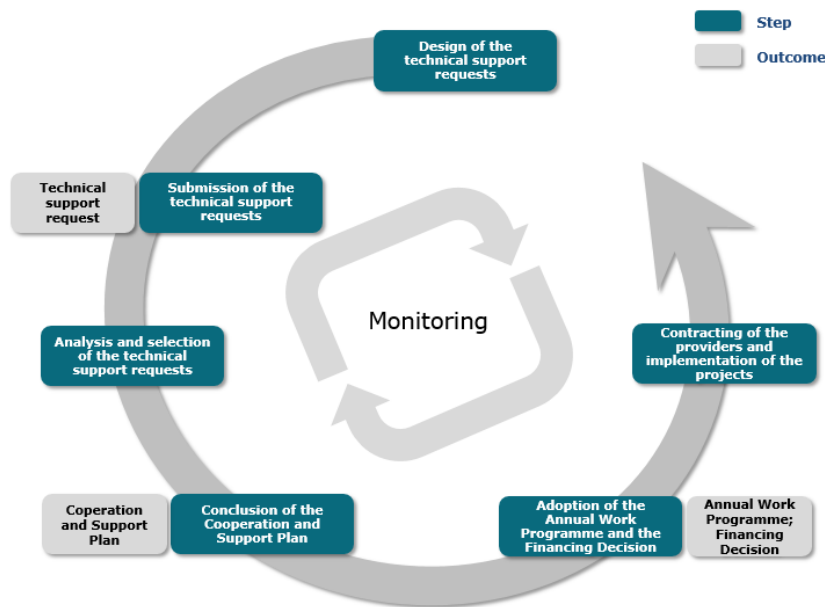 Step
Outcome
Design of the
technical support
requests
Technical
support
request
Submission of the
technical support
requests
Monitoring
Analysis and selection
of the technical
support requests
Contracting of the
providers and
implementation of the
projects
Coperation
and Support
Plan
Conclusion of the
Cooperation and
Support Plan
Adoption of the
Annual Work
Programme and the
Financing Decision
Annual Work
Programme;
Financing
Decision